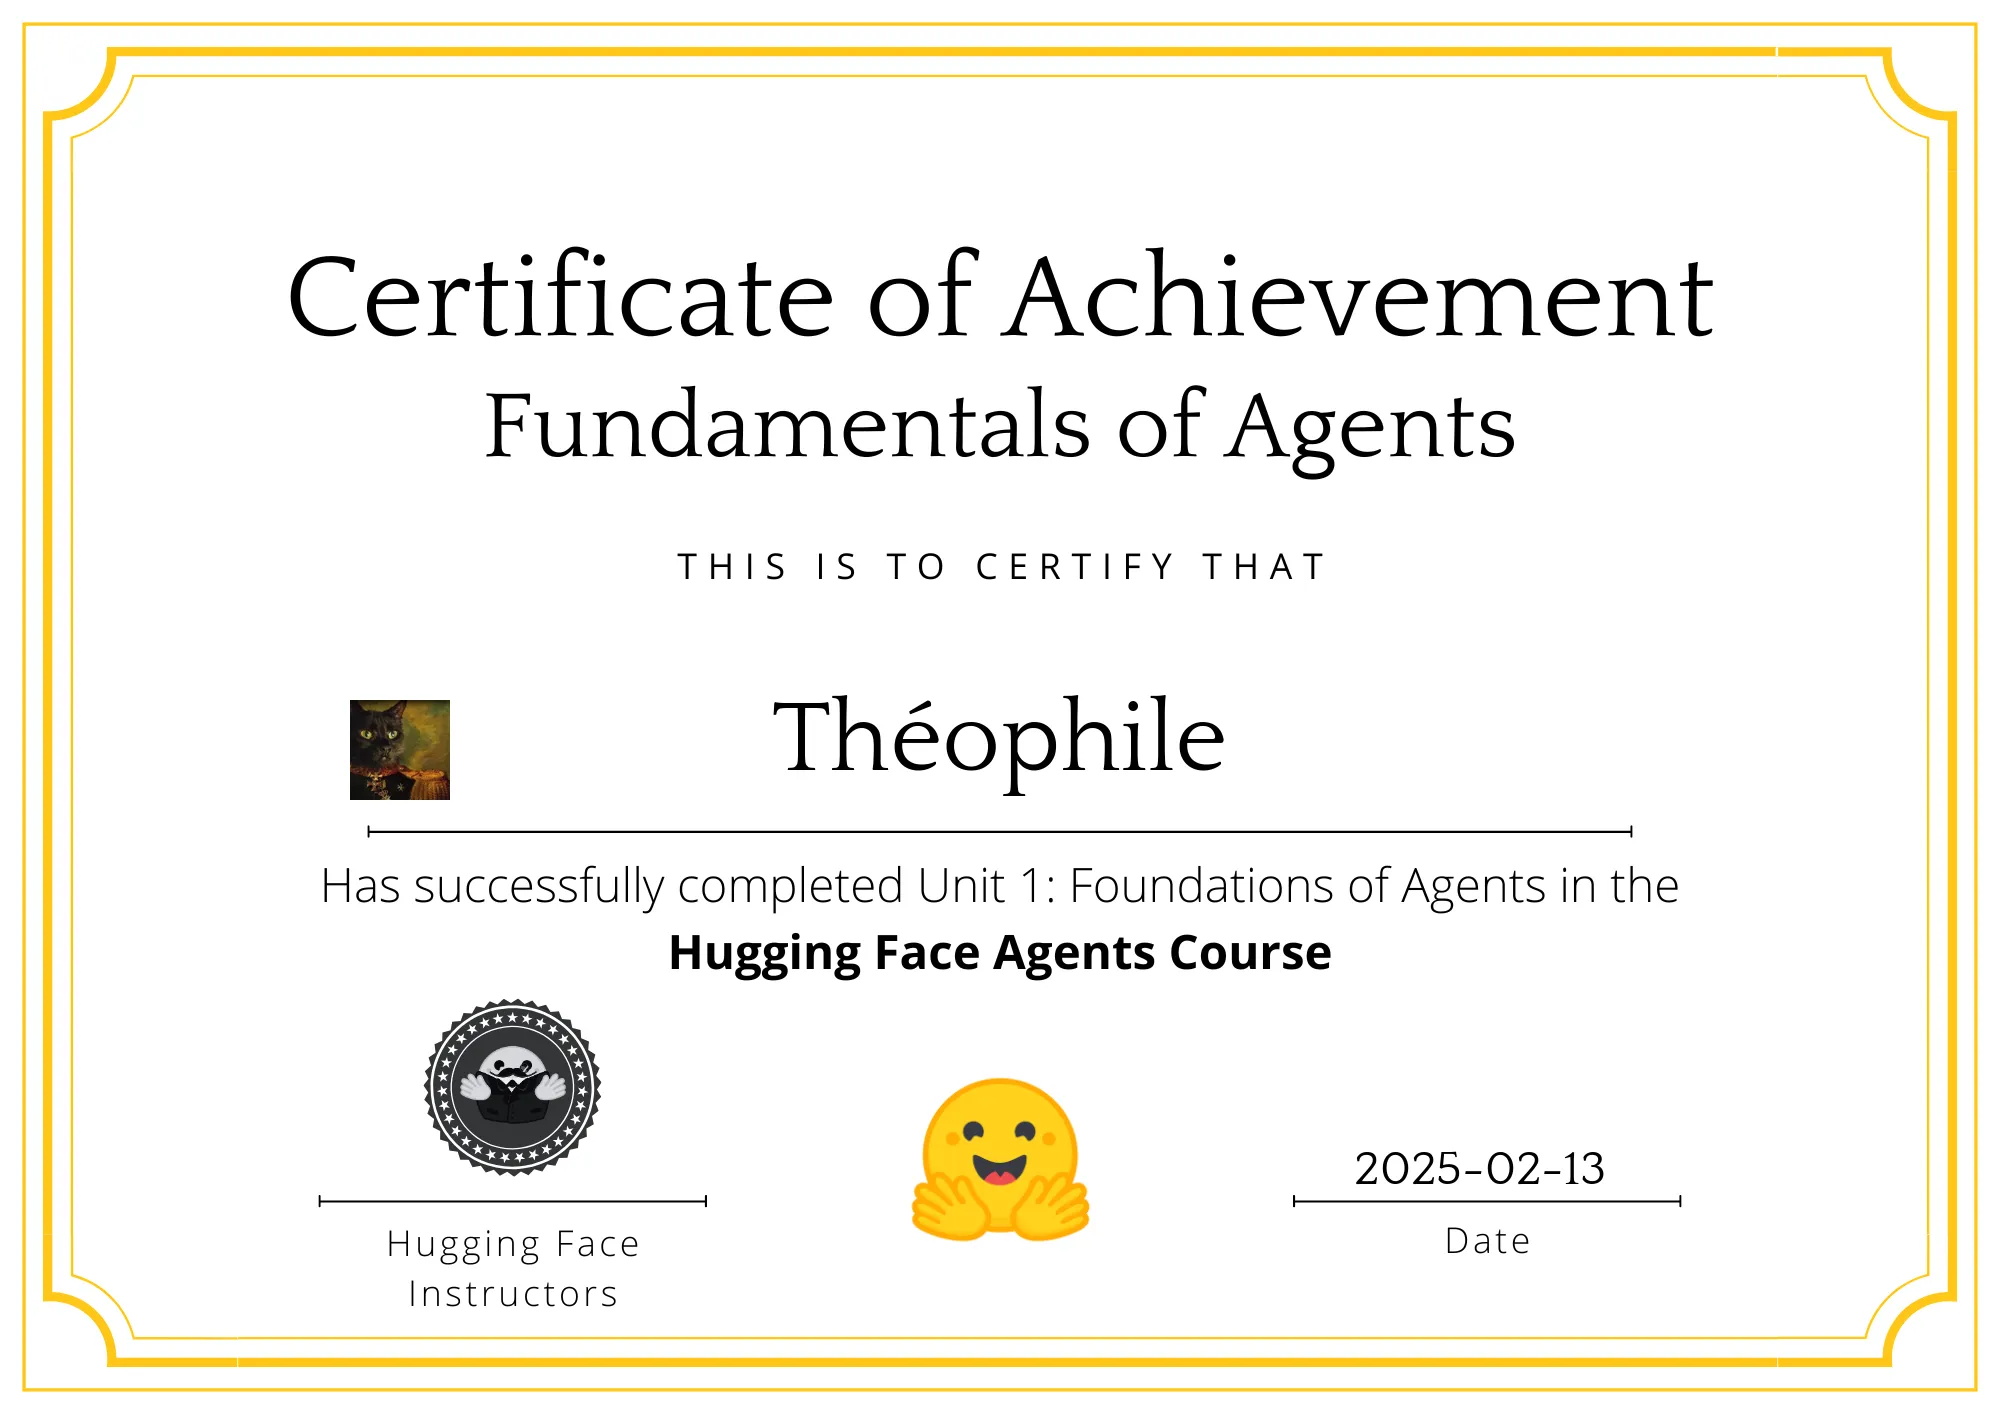 Certificate of Achievement
Fundamentals of Agents
THIS IS TO CERTIFY THAT
Théophile
Has successfully completed Unit 1: Foundations of Agents in the
Hugging Face Agents Course
2025-02-13
Hugging Face
Instructors
Date